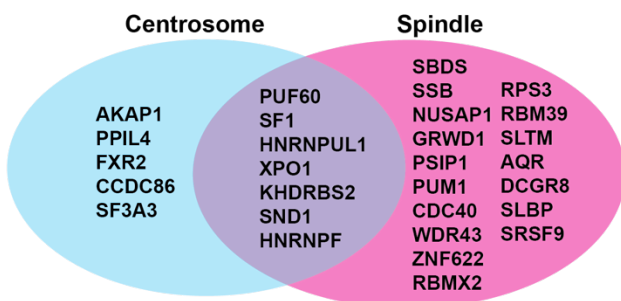 Centrosome
Spindle
AKAP1
PPIL4
FXR2
CCDC86
SF3A3
PUF60
SF1
HNRNPUL1
XPO1
KHDRBS2
SND1
HNRNPF
SBDS
SSB
NUSAP1
GRWD1
PSIP1
PUM1
CDC40
WDR43
ZNF622
RBMX2
RPS3
RBM39
SLTM
AQR
DCGR8
SLBP
SRSF9